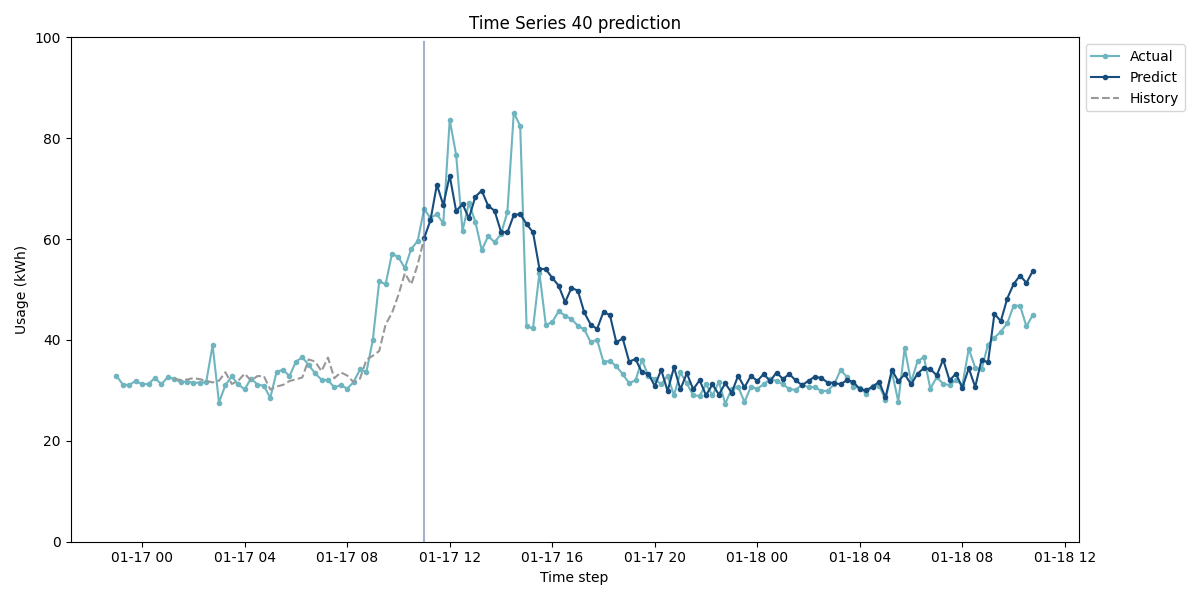 Time Series 40 prediction
100
80
60
40
20
0
Usage (kWh)
01-17 00
01-17 04
01-17 08
01-17 12
01-17 16
01-17 20
01-18 00
01-18 04
01-18 08
01-18 12
Time step
Actual
Predict
History